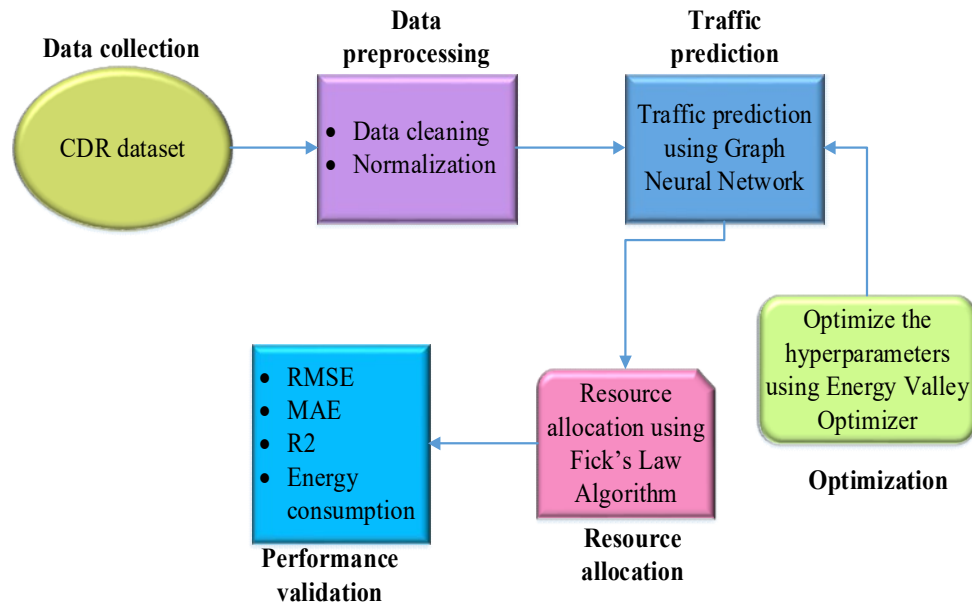 Data collection
CDR dataset
Data
preprocessing
• Data cleaning
• Normalization
Traffic
prediction
Traffic prediction
using Graph
Neural Network
Optimize the
hyperparameters
using Energy Valley
Optimizer
Optimization
Resource
allocation using
Fick's Law
Algorithm
Resource
allocation
• RMSE
• MAE
• R2
• Energy
consumption
Performance
validation